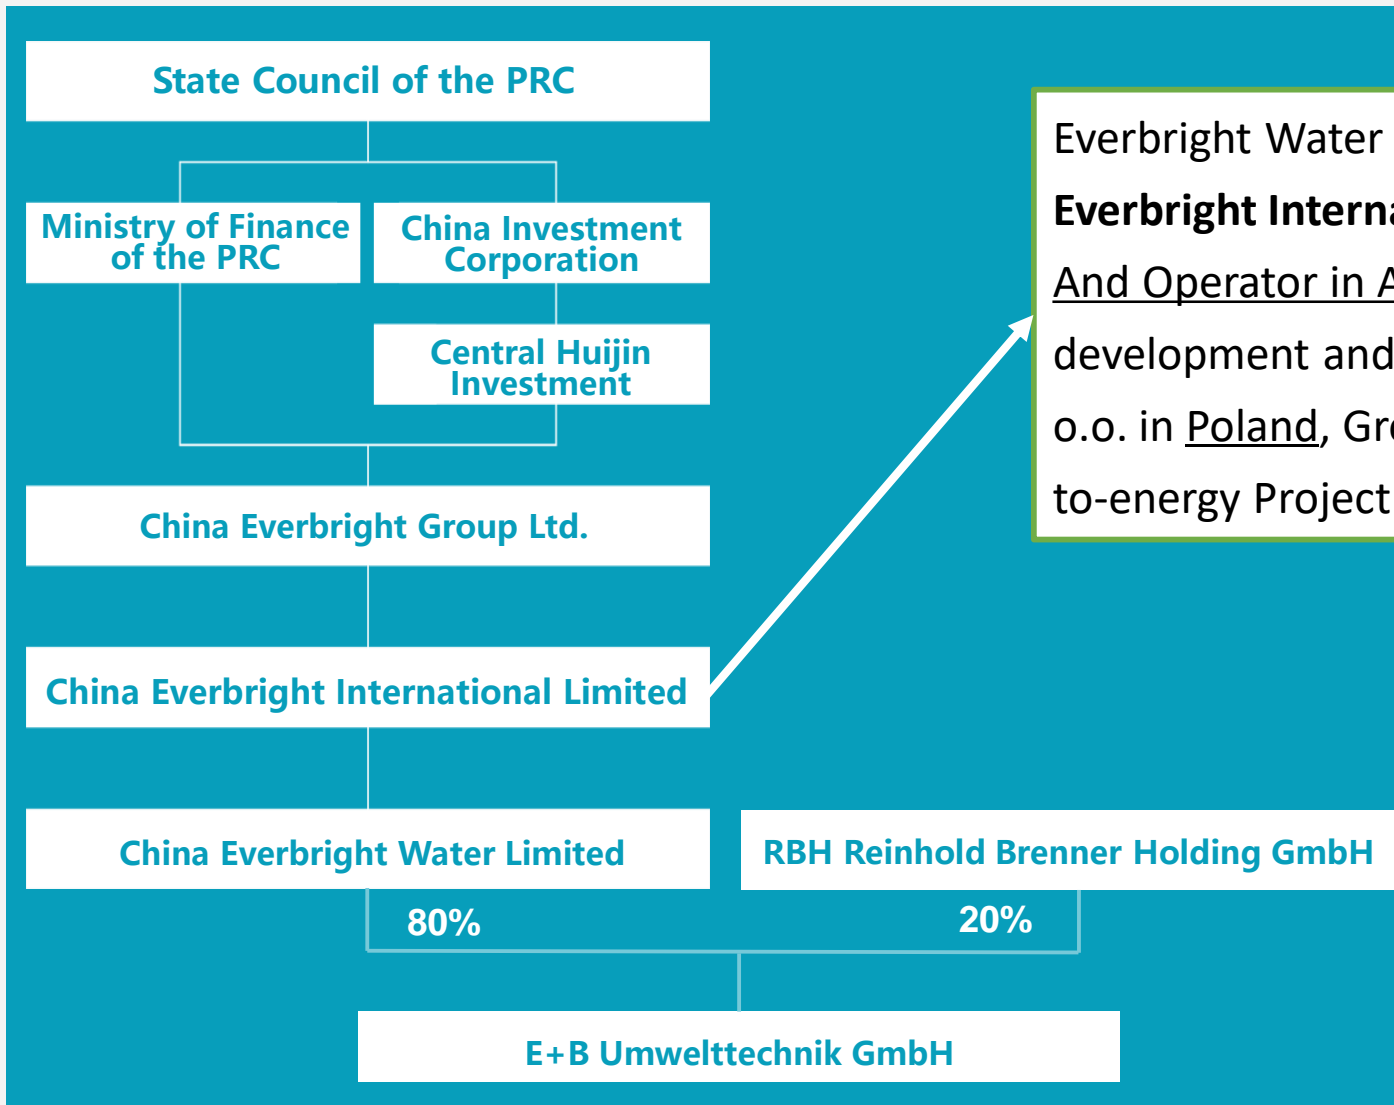 State Council of the PRC
Ministry of Finance
of the PRC
China Investment
Corporation
Central Huijin
Investment
China Everbright Group Ltd.
China Everbright International Limited
China Everbright Water Limited
RBH Reinhold Brenner Holding GmbH
80%
20%
E+B Umwelttechnik GmbH
Everbright Water
Everbright Interna
And Operator in A
development and
o.o. in Poland, Gre
to-energy Project